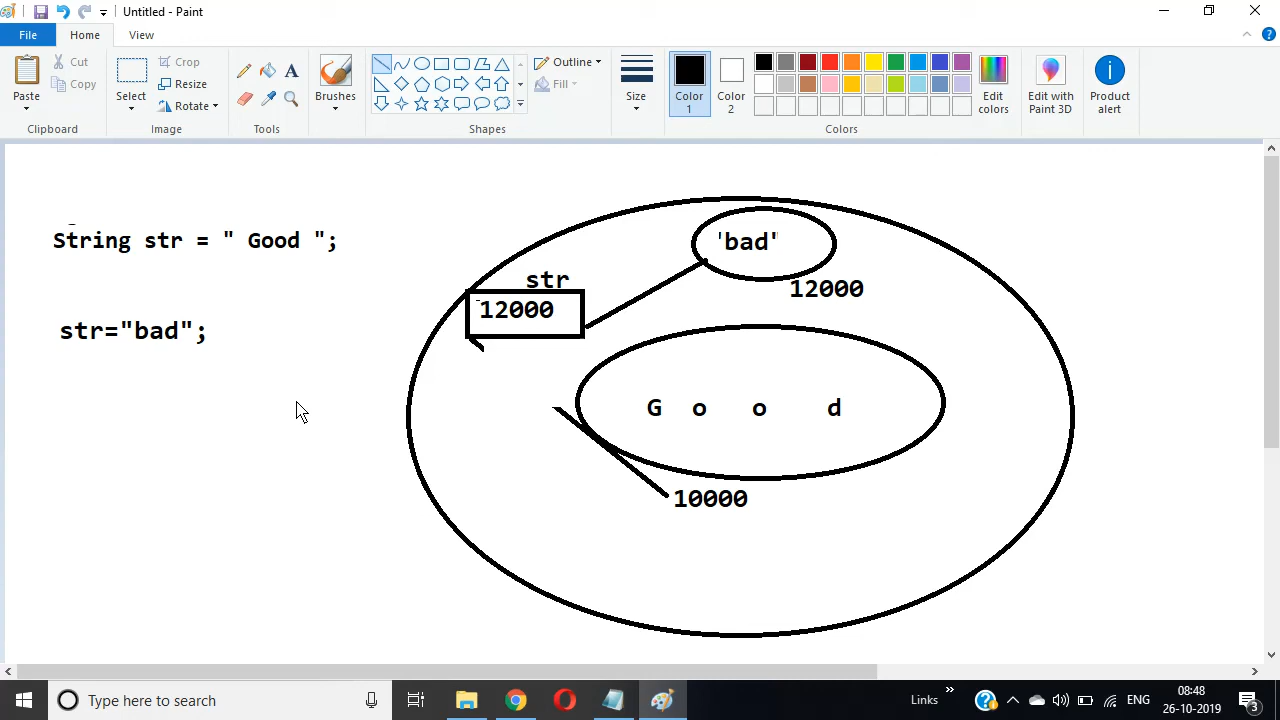 Untitled - Paint
File Home View
Paste
Cut
Copy
Clipboard
Select
Crop
Resize
Rotate
Image
A
Tools
Brushes
Outline
Fill
Shapes
Size
Color 1
Color 2
Edit colors
Colors
Edit with Paint 3D
Product alert
String str = " Good ";
str="bad";
'bad"
12000
str
12000
G o o d
10000
Type here to search
Links
ENG
08:48
26-10-2019
3